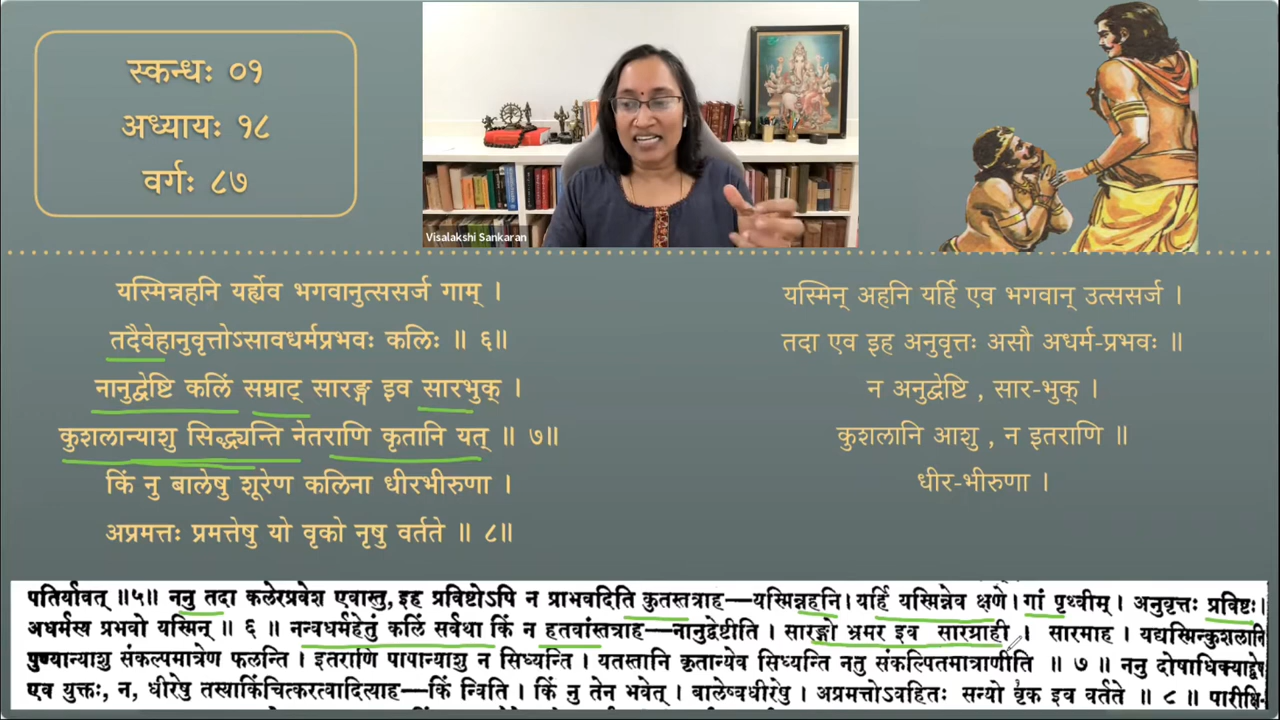 स्कन्धः ०१
अध्यायः १८
वर्गः ८७
Visalakshi Sankaran
यस्मिन्नहनि यर्ह्येव भगवानुत्ससर्ज गाम् ।
तदैवेहानुवृत्तोऽसावधर्मप्रभवः कलिः ॥ ६॥
नानुद्वेष्टि कलिं सम्राट् सारङ्ग इव सारभुक् ।
कुशलान्याशु सिद्ध्यन्ति नेतराणि कृतानि यत् ॥ ७॥
किं नु बालेषु शूरेण कलिना धीरभीरुणा ।
अप्रमत्तः प्रमत्तेषु यो वृको नृषु वर्तते ॥ ८॥
यस्मिन् अहनि यर्हि एव भगवान् उत्ससर्ज ।
तदा एव इह अनुवृत्तः असौ अधर्म-प्रभवः ॥
न अनुद्वेष्टि , सार-भुक् ।
कुशलानि आशु , न इतराणि ॥
धीर-भीरुणा ।
पतिर्यावत् ॥५॥ ननु तदा कलेरप्रवेश एवास्तु, इह प्रविष्टोऽपि न प्राभवदिति कुतस्तत्राह—यस्मिन्नहनि । यर्हि यस्मिन्नेव क्षणे । गां पृथ्वीम् । अनुवृत्तः प्रविष्टः।
अधर्मस्य प्रभवो यस्मिन् ॥ ६ ॥ नन्वधर्महेतुं कलिं सर्वथा किं न हतवांस्तत्राह—नानुद्वेष्टीति । सारङ्गो भ्रमर इव सारग्राही । सारमाह । यद्यस्मिन्कुशलानि
पुण्यान्याशु संकल्पमात्रेण फलन्ति । इतराणि पापान्याशु न सिध्यन्ति । यतस्तानि कृतान्येव सिध्यन्ति नतु संकल्पितमात्राणीति ॥ ७ ॥ ननु दोषाधिक्याद्वेष
एव युक्तः, न, धीरेषु तस्याकिंचित्करत्वादित्याह—किं न्विति । किं नु तेन भवेत् । बालेष्वधीरेषु । अप्रमत्तोऽवहितः सन्यो वृक इव वर्तते ॥ ८ ॥ पारीक्षि-